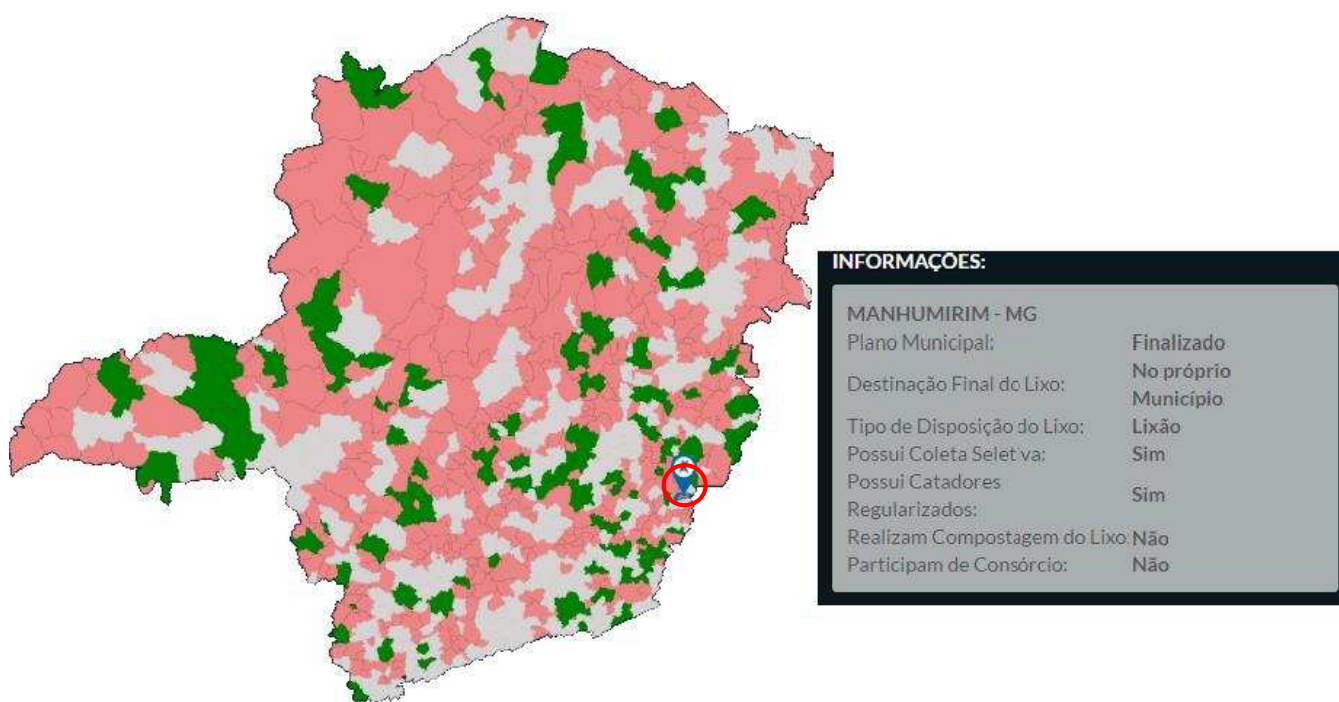 INFORMAÇÕES:
MANHUMIRIM - MG
Plano Municipal: Finalizado
Destinação Final do Lixo: No próprio
Município
Tipo de Disposição do Lixo: Lixão
Possui Coleta Seletiva: Sim
Possui Catadores
Regularizados: Sim
Realizam Compostagem do Lixo: Não
Participam de Consórcio: Não